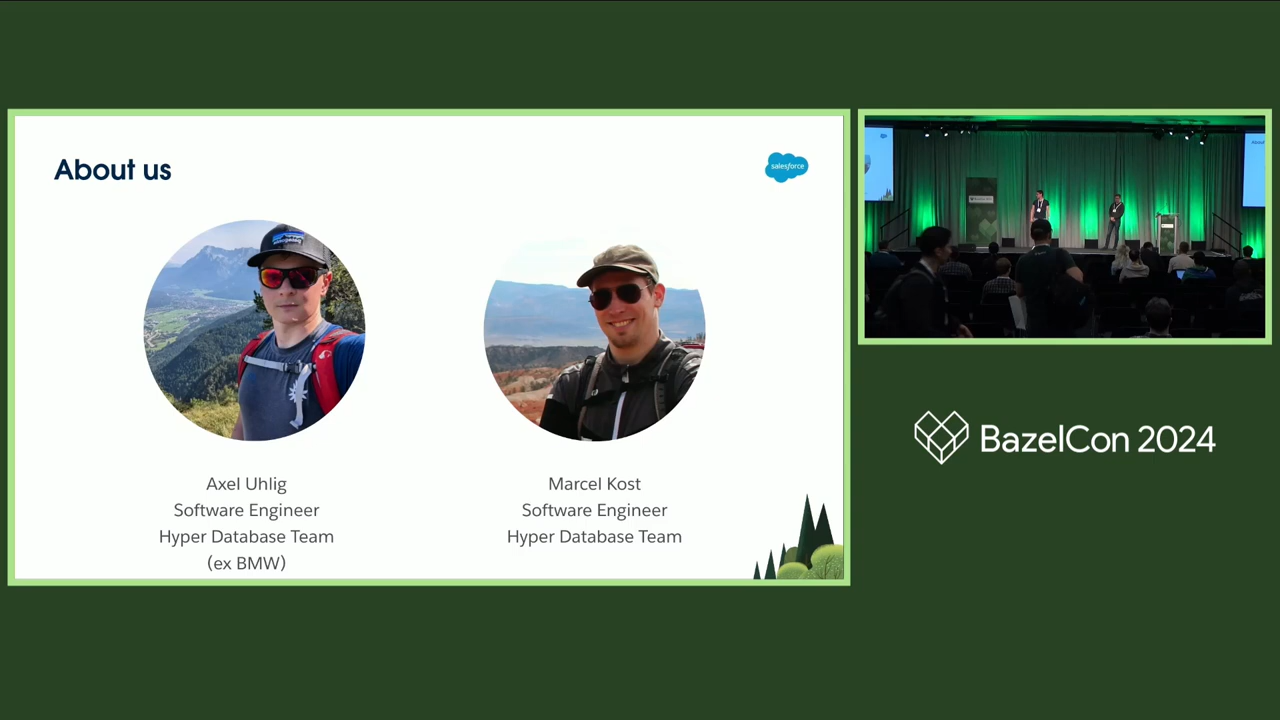 About us
salesforce
Axel Uhlig
Software Engineer
Hyper Database Team
(ex BMW)
Marcel Kost
Software Engineer
Hyper Database Team
BazelCon 2024